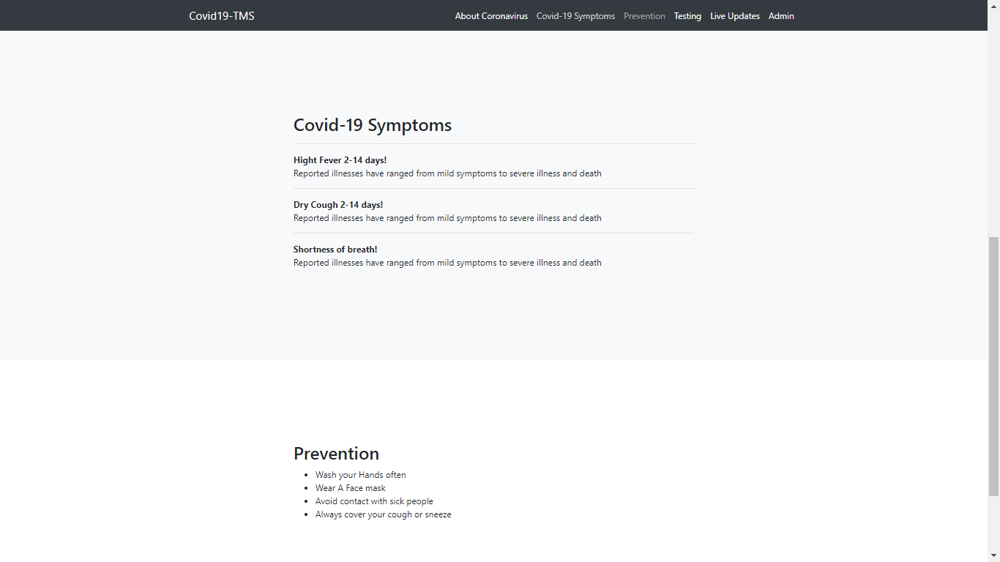 Covid19-TMS
About Coronavirus Covid-19 Symptoms Prevention Testing Live Updates Admin
Covid-19 Symptoms
Hight Fever 2-14 days!
Reported illnesses have ranged from mild symptoms to severe illness and death
Dry Cough 2-14 days!
Reported illnesses have ranged from mild symptoms to severe illness and death
Shortness of breath!
Reported illnesses have ranged from mild symptoms to severe illness and death
Prevention
Wash your Hands often
Wear A Face mask
Avoid contact with sick people
Always cover your cough or sneeze